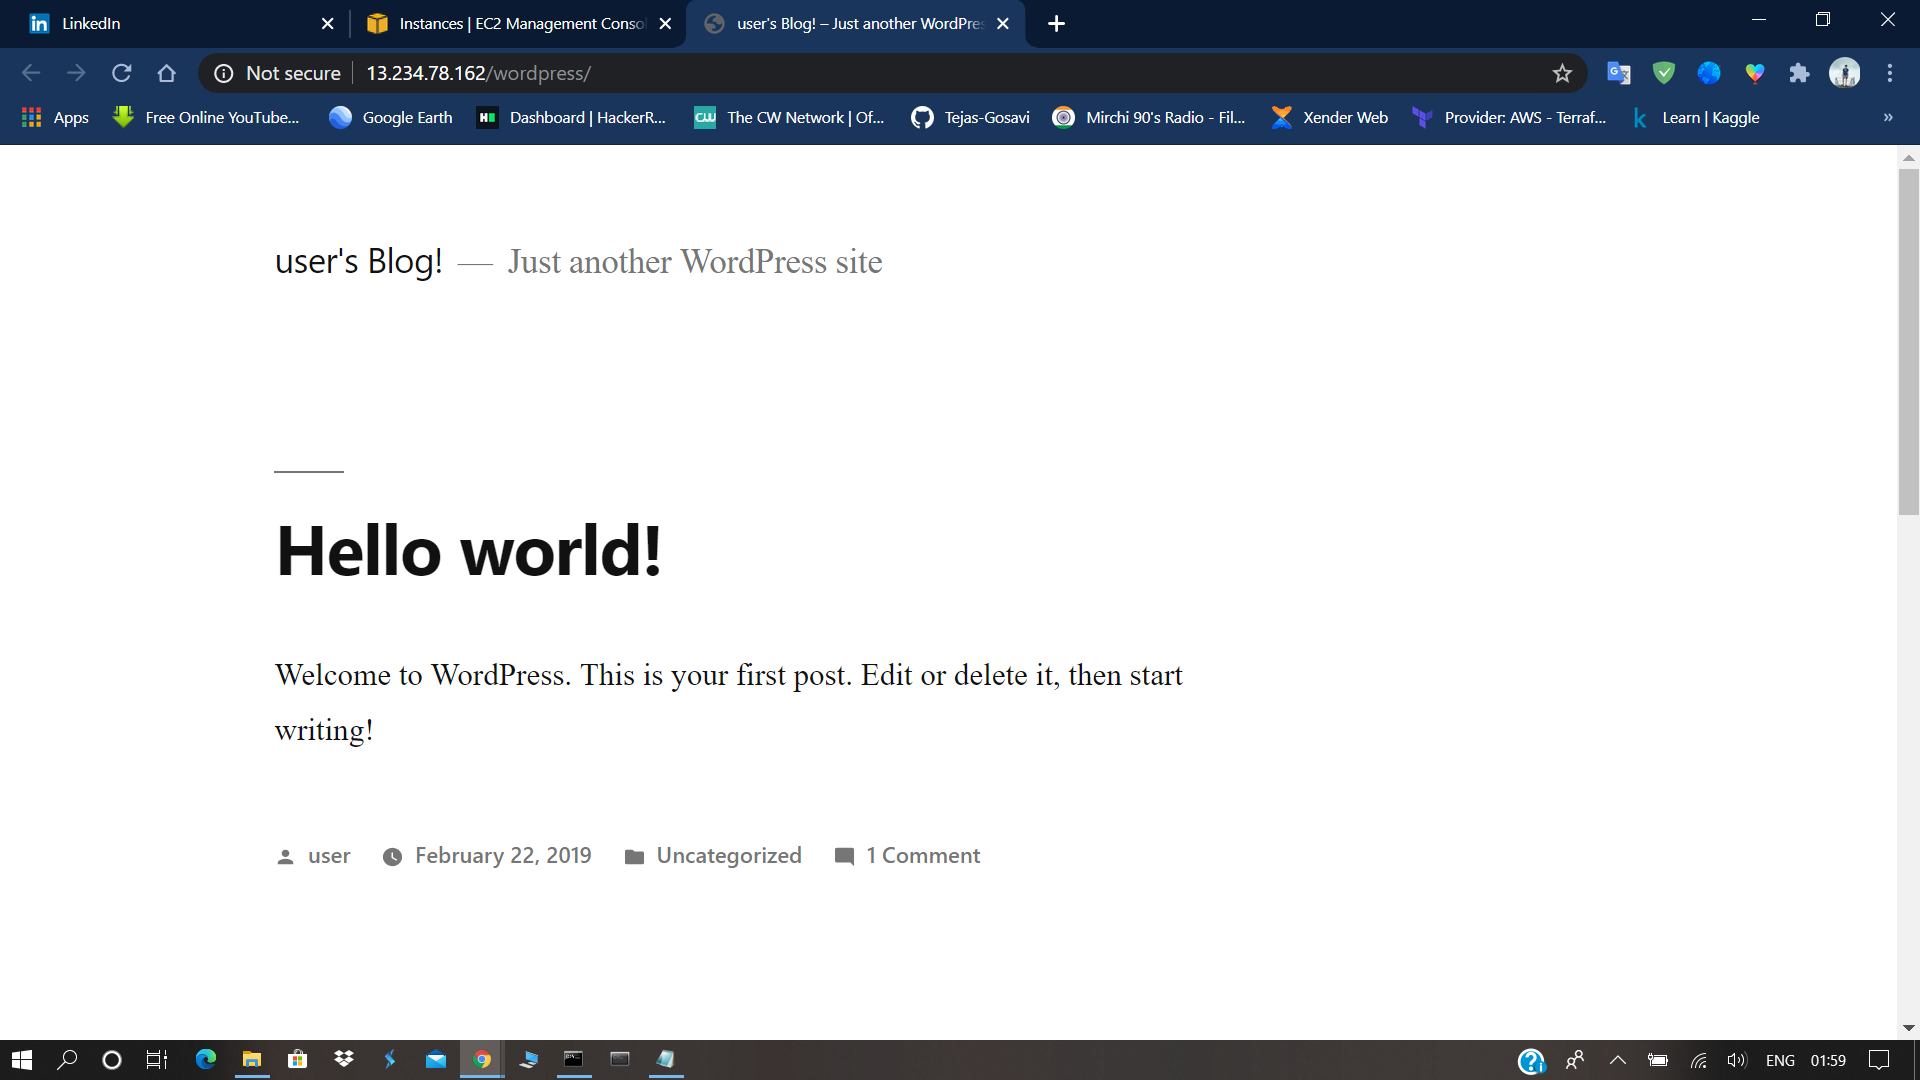 LinkedIn
Instances | EC2 Management Conso
user's Blog! – Just another WordPres
Not secure 13.234.78.162/wordpress/
Apps Free Online YouTube... Google Earth Dashboard | HackerR... The CW Network | Of... Tejas-Gosavi Mirchi 90's Radio - Fil... Xender Web Provider: AWS - Terraf... Learn | Kaggle »
user's Blog! — Just another WordPress site
Hello world!
Welcome to WordPress. This is your first post. Edit or delete it, then start
writing!
user February 22, 2019 Uncategorized 1 Comment
ENG 01:59